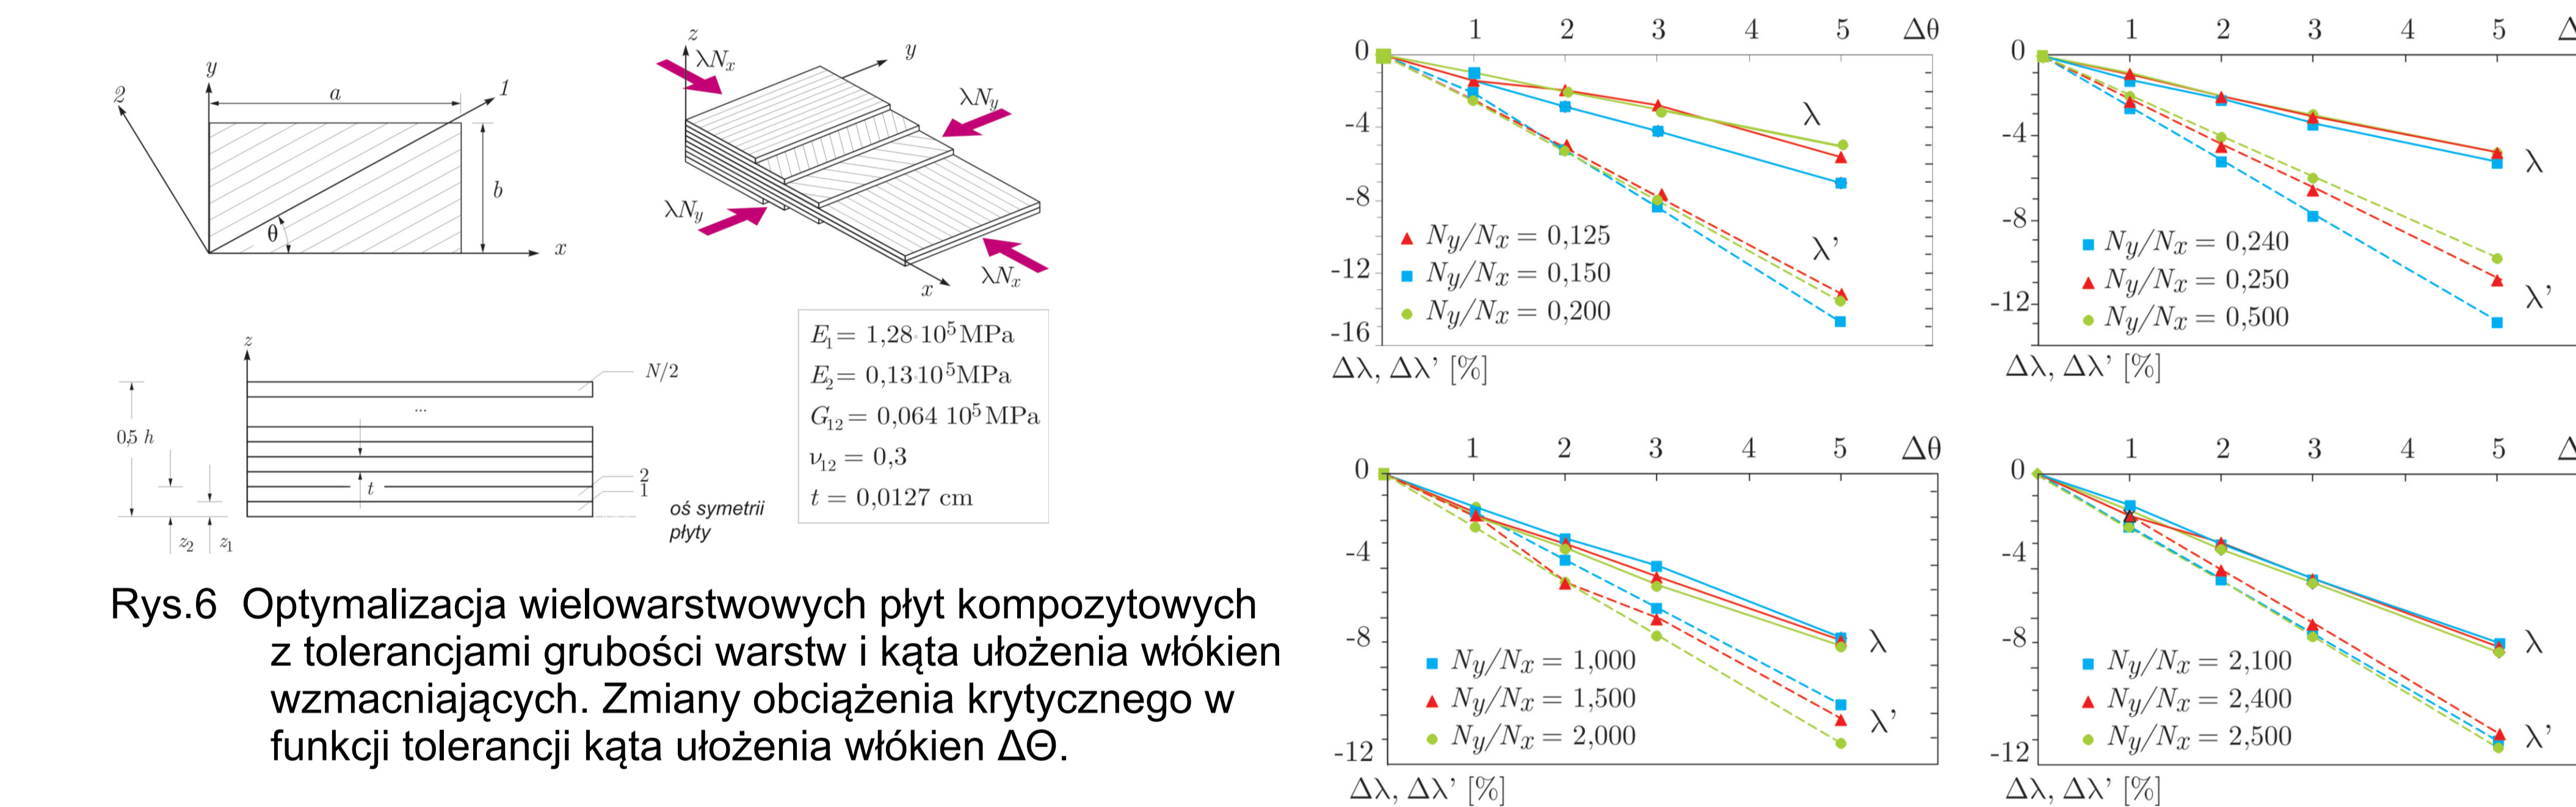 2
y
a
1
b
θ
x
z
λNx
y
λNy
λNy
λNx
x
z
N/2
...
0,5 h
t
2
1
z2
z1
oś symetrii
płyty
E1 = 1,28·10⁵ MPa
E2 = 0,13·10⁵ MPa
G12 = 0,064 10⁵ MPa
ν12 = 0,3
t = 0,0127 cm
Rys.6 Optymalizacja wielowarstwowych płyt kompozytowych
z tolerancjami grubości warstw i kąta ułożenia włókien
wzmacniających. Zmiany obciążenia krytycznego w
funkcji tolerancji kąta ułożenia włókien ΔΘ.
1 2 3 4 5 Δθ
0
-4
-8
-12
-16
λ
λ'
Ny/Nx = 0,125
Ny/Nx = 0,150
Ny/Nx = 0,200
Δλ, Δλ' [%]
1 2 3 4 5 Δ
0
-4
-8
-12
λ
λ'
Ny/Nx = 0,240
Ny/Nx = 0,250
Ny/Nx = 0,500
Δλ, Δλ' [%]
1 2 3 4 5 Δθ
0
-4
-8
-12
λ
λ'
Ny/Nx = 1,000
Ny/Nx = 1,500
Ny/Nx = 2,000
Δλ, Δλ' [%]
1 2 3 4 5 Δ
0
-4
-8
-12
λ
λ'
Ny/Nx = 2,100
Ny/Nx = 2,400
Ny/Nx = 2,500
Δλ, Δλ' [%]